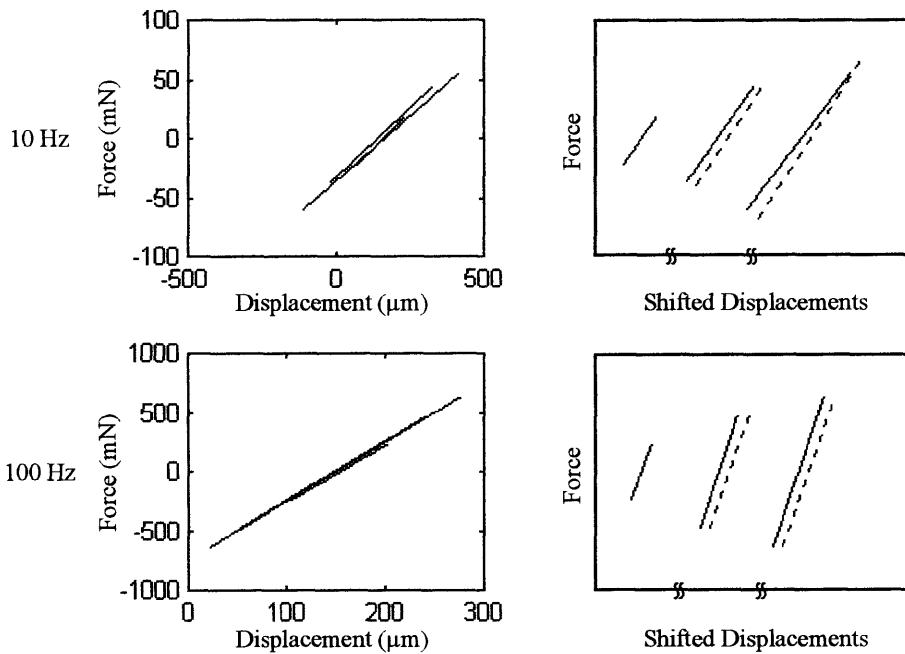 10 Hz
Force (mN)
100
50
0
-50
-100
-500
0
500
Displacement (µm)
Force
Shifted Displacements
100 Hz
Force (mN)
1000
500
0
-500
-1000
0
100
200
300
Displacement (µm)
Force
Shifted Displacements